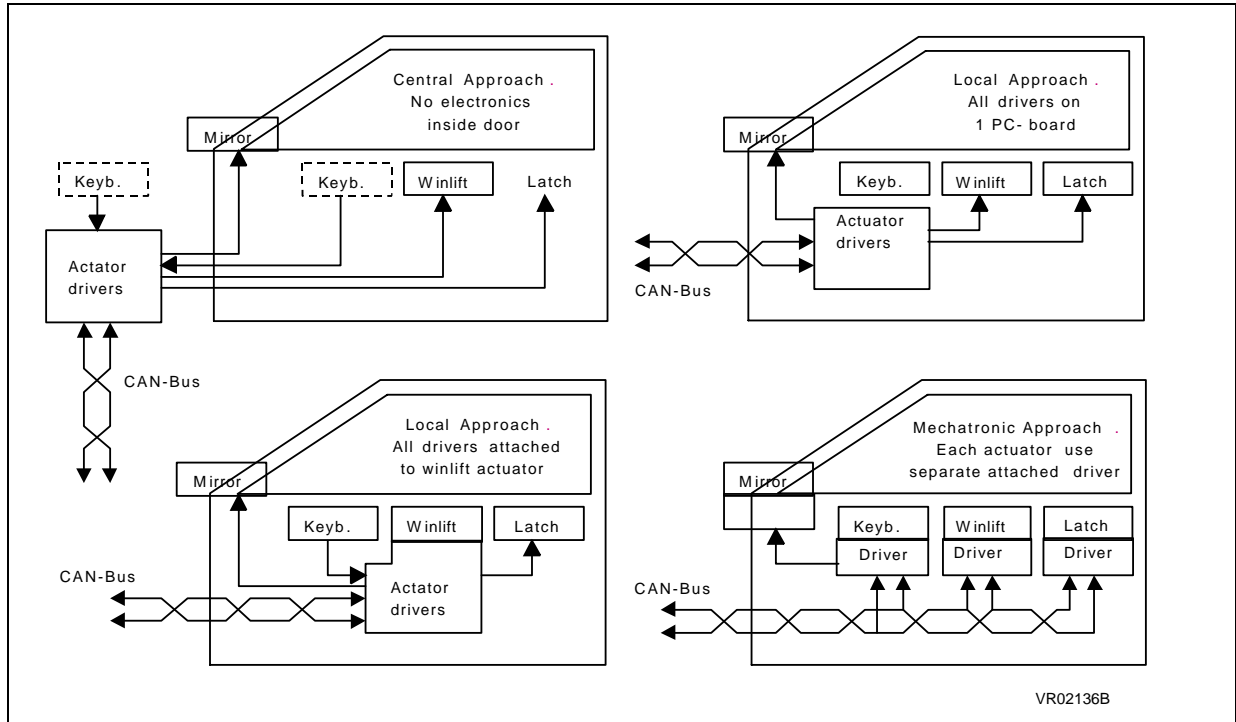 Central Approach .
No electronics
inside door
Mirror
Keyb.
Keyb.
Winlift
Latch
Actator
drivers
CAN-Bus
Local Approach .
All drivers on
1 PC- board
Mirror
Keyb.
Winlift
Latch
Actuator
drivers
CAN-Bus
Local Approach .
All drivers attached
to winlift actuator
Mirror
Keyb.
Winlift
Latch
CAN-Bus
Actator
drivers
Mechatronic Approach .
Each actuator use
separate attached driver
Mirror
Keyb.
Winlift
Latch
Driver
Driver
Driver
CAN-Bus
VR02136B